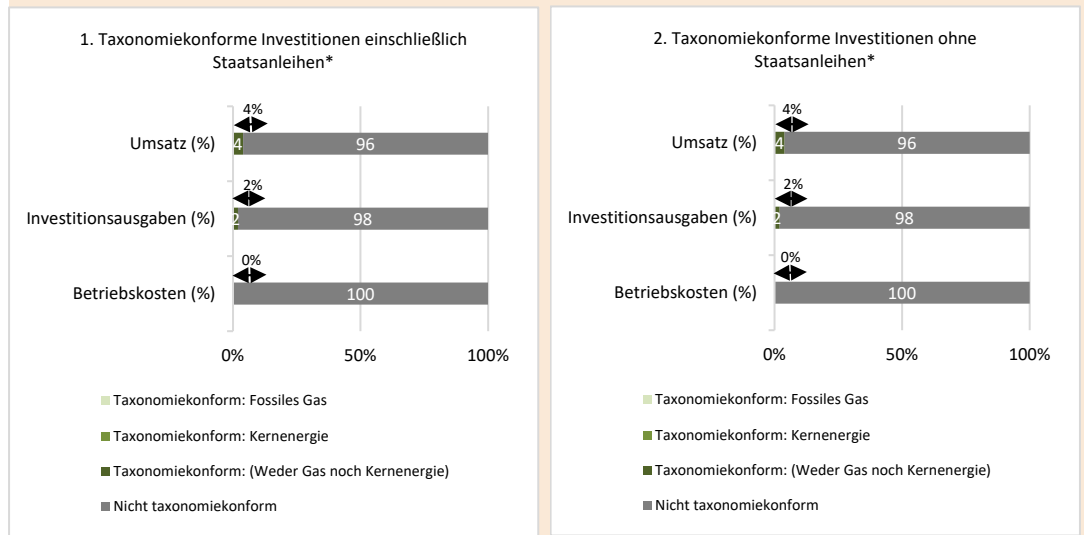 1. Taxonomiekonforme Investitionen einschließlich
Staatsanleihen*
4%
Umsatz (%)
4
96
2%
Investitionsausgaben (%)
2
98
0%
Betriebskosten (%)
100
0%
50%
100%
Taxonomiekonform: Fossiles Gas
Taxonomiekonform: Kernenergie
Taxonomiekonform: (Weder Gas noch Kernenergie)
Nicht taxonomiekonform
2. Taxonomiekonforme Investitionen ohne
Staatsanleihen*
4%
Umsatz (%)
4
96
2%
Investitionsausgaben (%)
2
98
0%
Betriebskosten (%)
100
0%
50%
100%
Taxonomiekonform: Fossiles Gas
Taxonomiekonform: Kernenergie
Taxonomiekonform: (Weder Gas noch Kernenergie)
Nicht taxonomiekonform